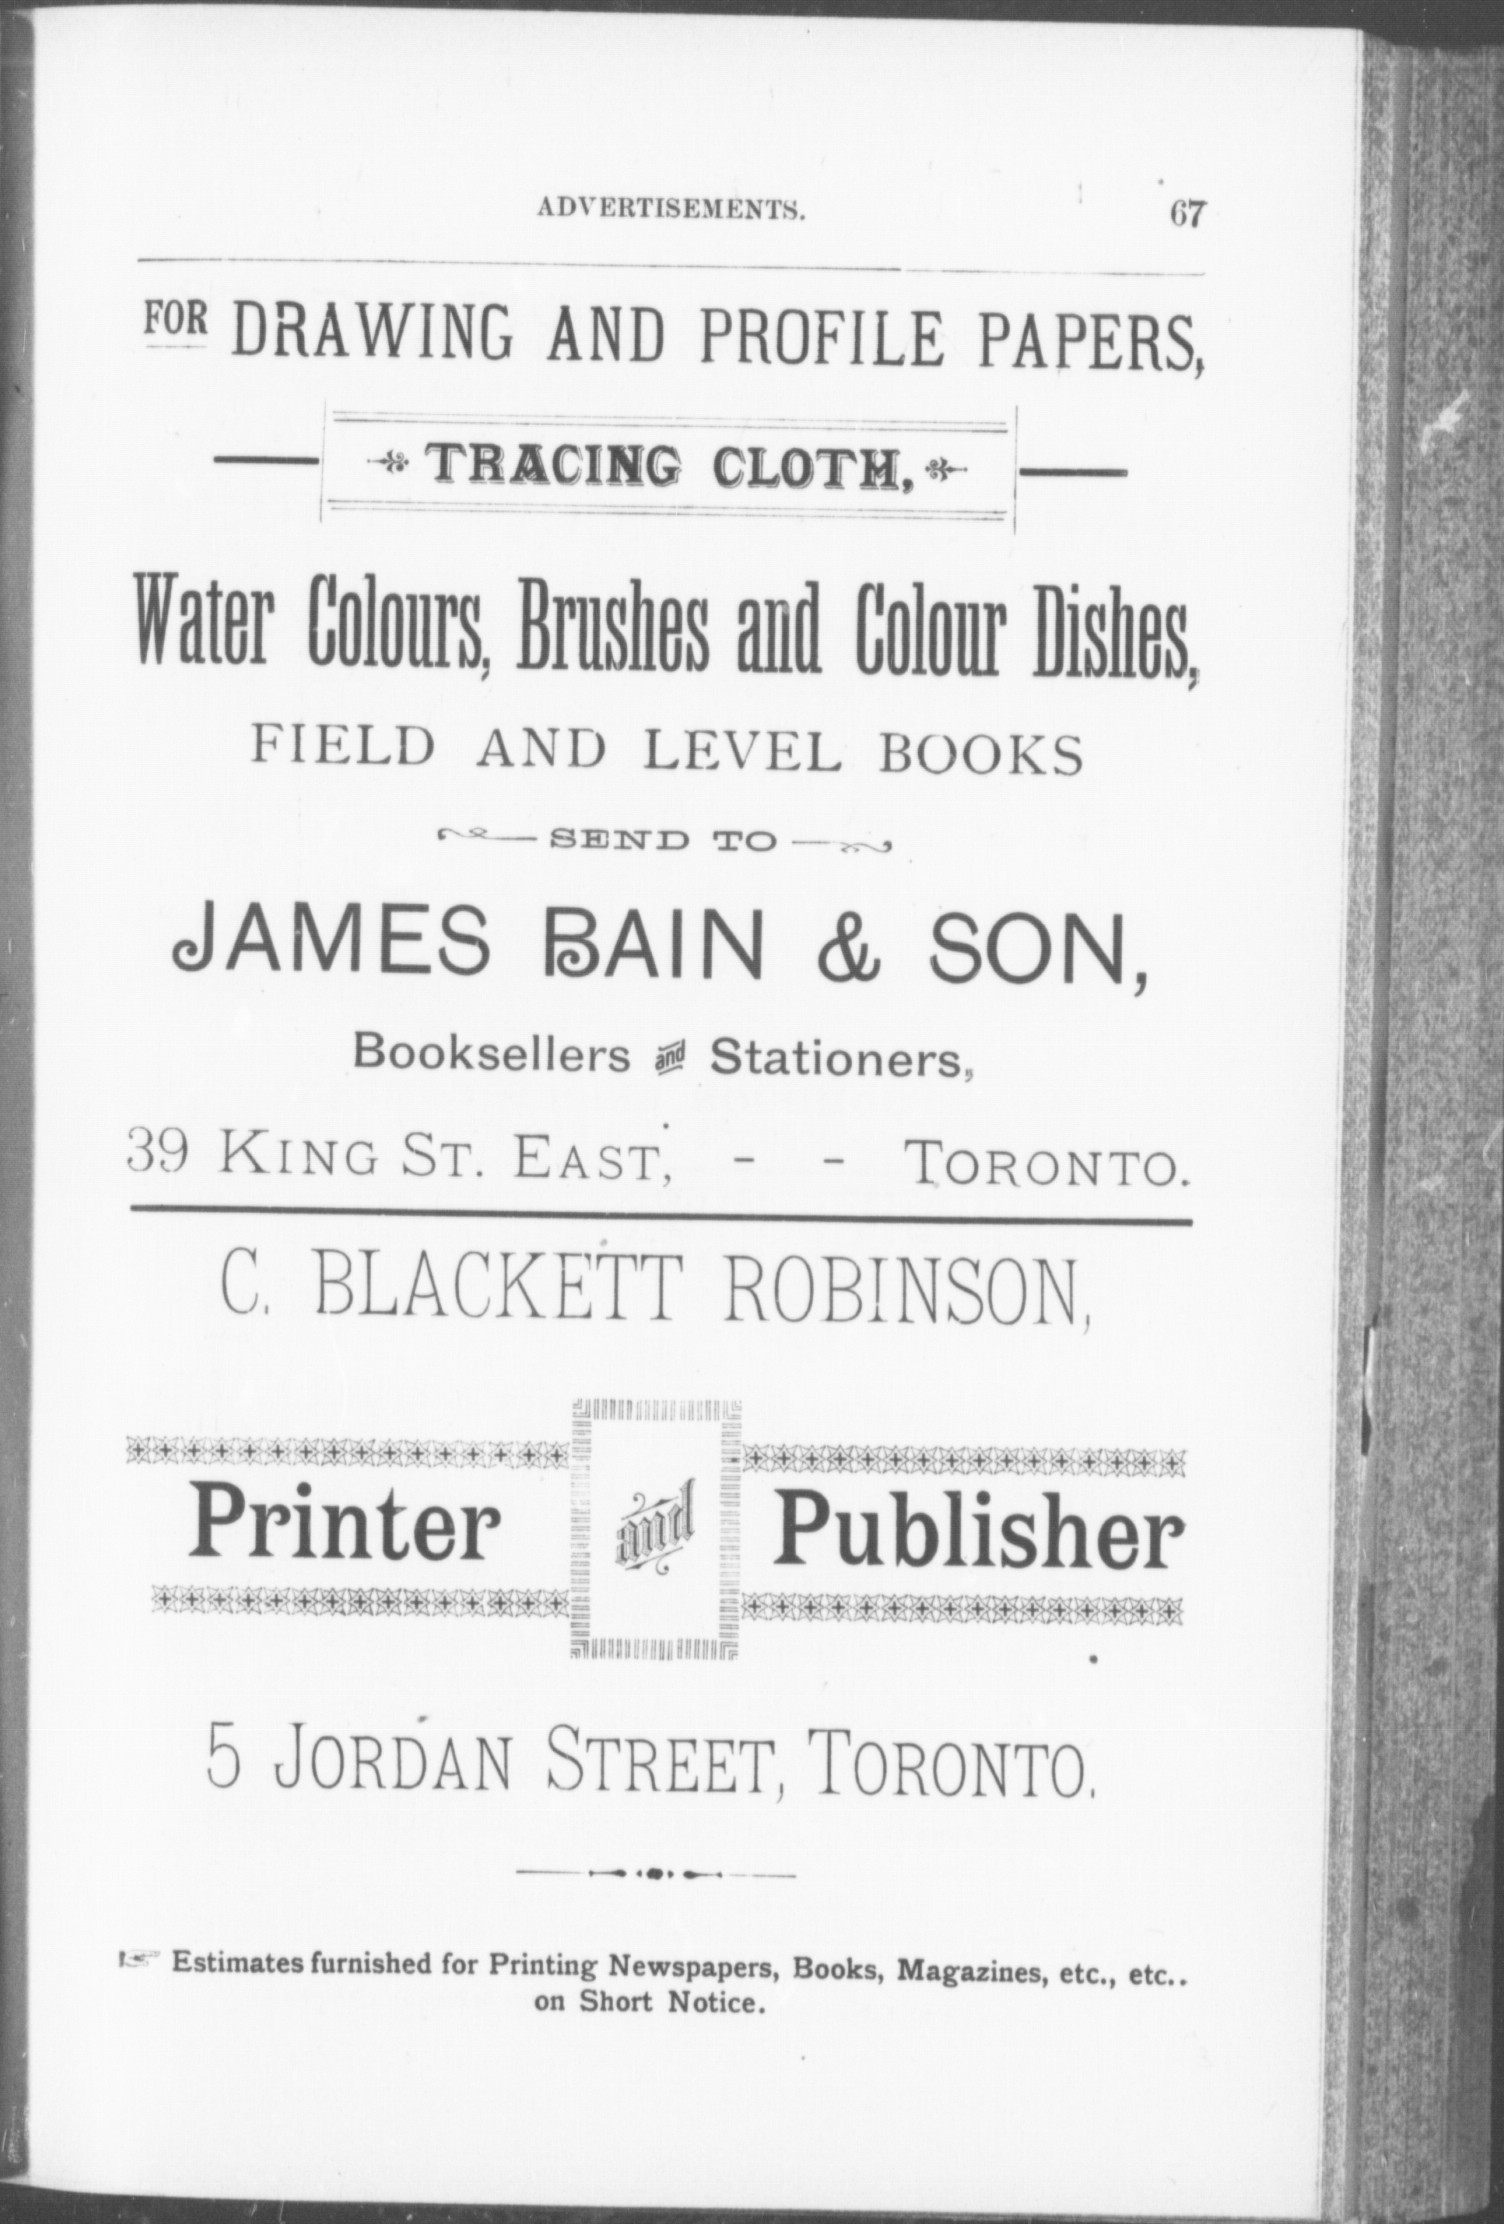 ADVERTISEMENTS. 67
FOR DRAWING AND PROFILE PAPERS,
TRACING CLOTH,
Water Colours, Brushes and Colour Dishes,
FIELD AND LEVEL BOOKS
SEND TO
JAMES BAIN & SON,
Booksellers and Stationers,
39 KING ST. EAST, - - TORONTO.
C. BLACKETT ROBINSON,
Printer and Publisher
5 JORDAN STREET, TORONTO.
☞ Estimates furnished for Printing Newspapers, Books, Magazines, etc., etc..
on Short Notice.